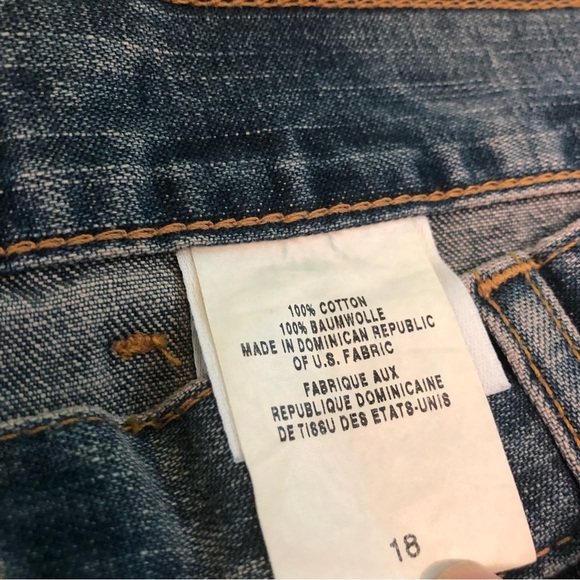 100% COTTON
100% BAUMWOLLE
MADE IN DOMINICAN REPUBLIC
OF U.S. FABRIC
FABRIQUE AUX
REPUBLIQUE DOMINICAINE
DE TISSU DES ETATS-UNIS
18